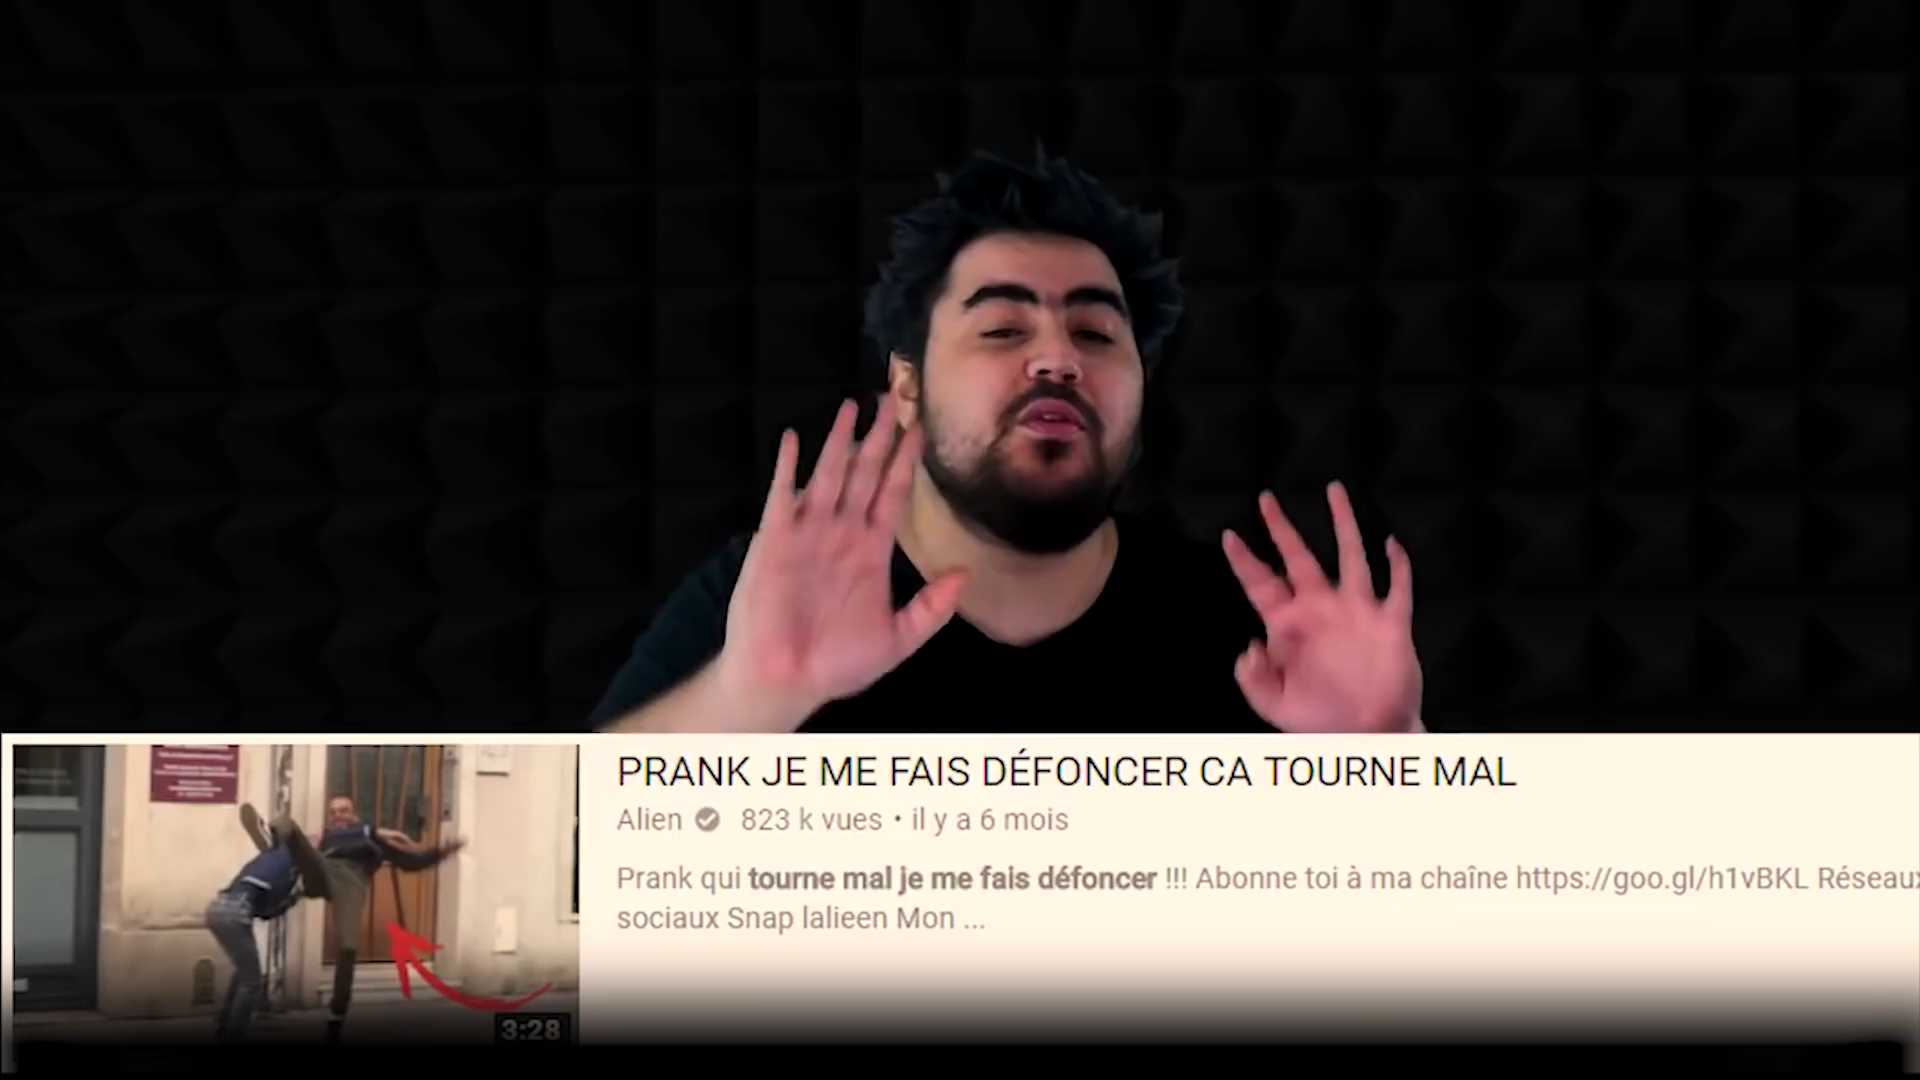 PRANK JE ME FAIS DÉFONCER CA TOURNE MAL
Alien 823 k vues • il y a 6 mois
Prank qui tourne mal je me fais défoncer !!! Abonne toi à ma chaîne https://goo.gl/h1vBKL Réseaux
sociaux Snap lalieen Mon ...
3:28